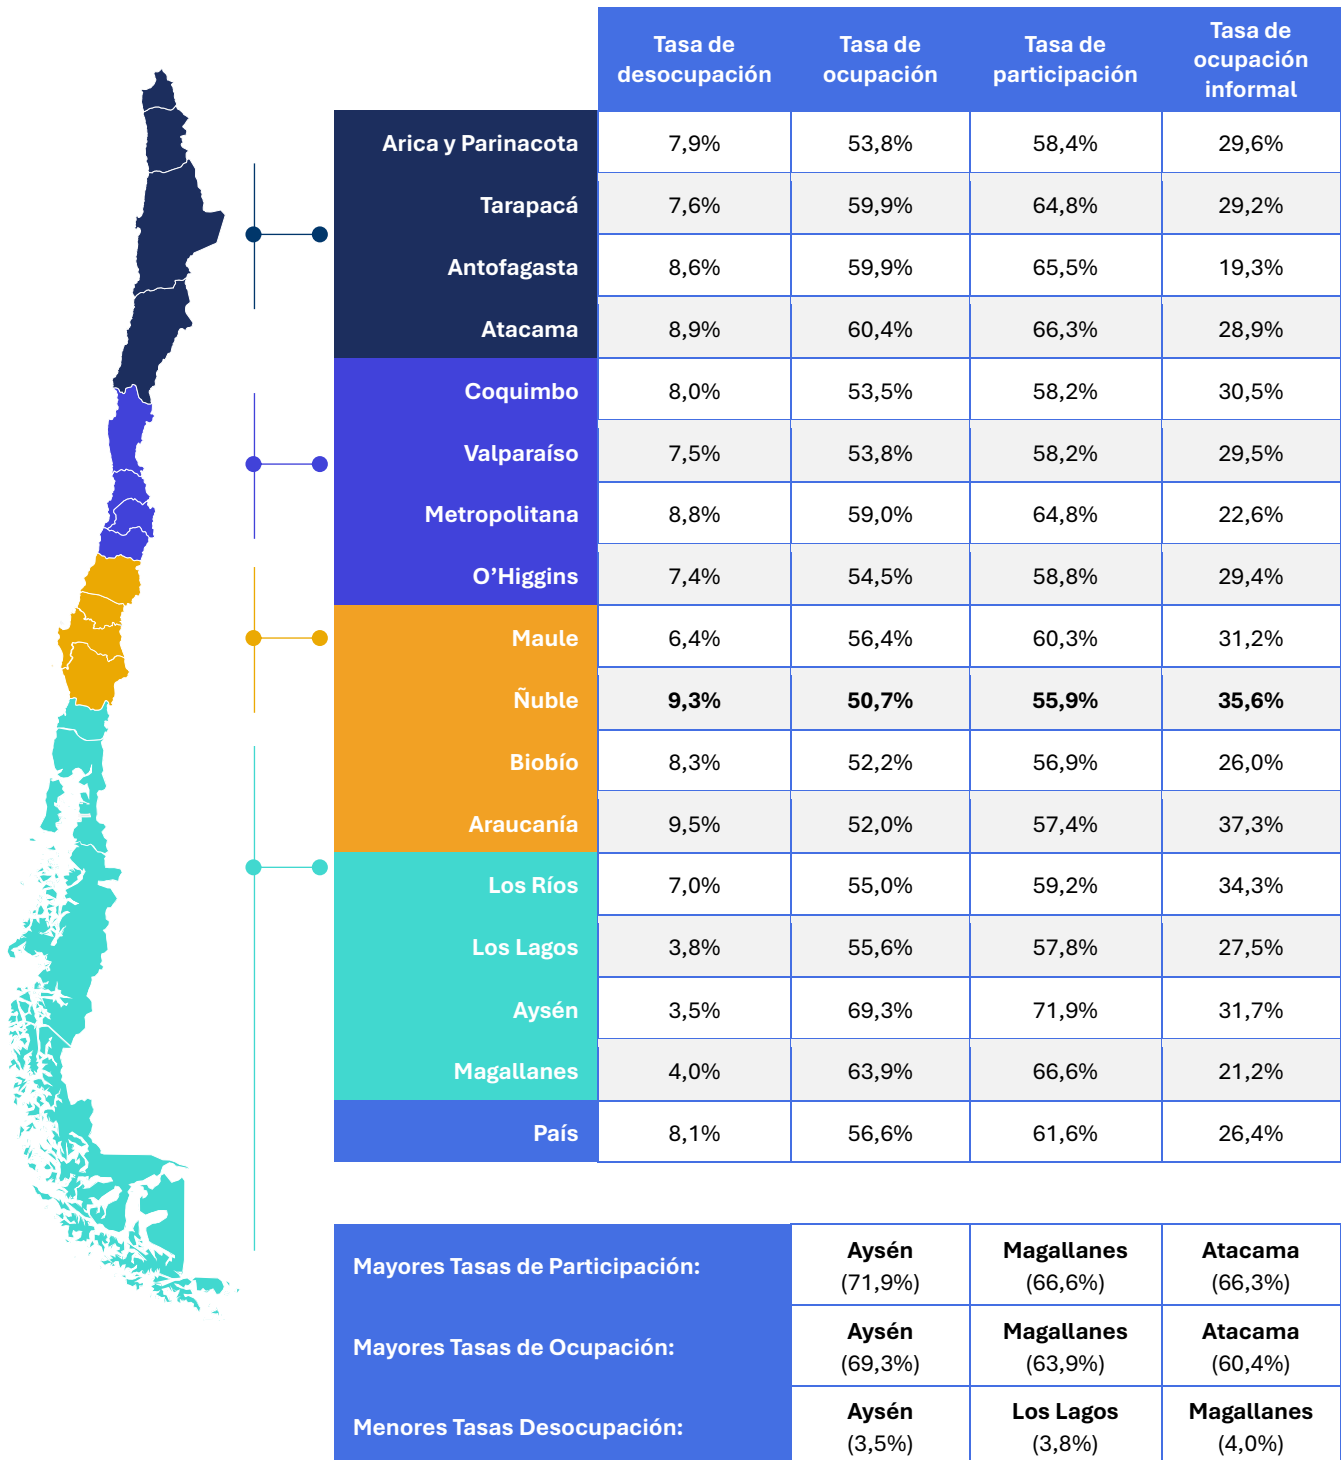 Tasa de desocupación Tasa de ocupación Tasa de participación Tasa de ocupación informal
Arica y Parinacota 7,9% 53,8% 58,4% 29,6%
Tarapacá 7,6% 59,9% 64,8% 29,2%
Antofagasta 8,6% 59,9% 65,5% 19,3%
Atacama 8,9% 60,4% 66,3% 28,9%
Coquimbo 8,0% 53,5% 58,2% 30,5%
Valparaíso 7,5% 53,8% 58,2% 29,5%
Metropolitana 8,8% 59,0% 64,8% 22,6%
O’Higgins 7,4% 54,5% 58,8% 29,4%
Maule 6,4% 56,4% 60,3% 31,2%
Ñuble 9,3% 50,7% 55,9% 35,6%
Biobío 8,3% 52,2% 56,9% 26,0%
Araucanía 9,5% 52,0% 57,4% 37,3%
Los Ríos 7,0% 55,0% 59,2% 34,3%
Los Lagos 3,8% 55,6% 57,8% 27,5%
Aysén 3,5% 69,3% 71,9% 31,7%
Magallanes 4,0% 63,9% 66,6% 21,2%
País 8,1% 56,6% 61,6% 26,4%
Mayores Tasas de Participación: Aysén (71,9%) Magallanes (66,6%) Atacama (66,3%)
Mayores Tasas de Ocupación: Aysén (69,3%) Magallanes (63,9%) Atacama (60,4%)
Menores Tasas Desocupación: Aysén (3,5%) Los Lagos (3,8%) Magallanes (4,0%)